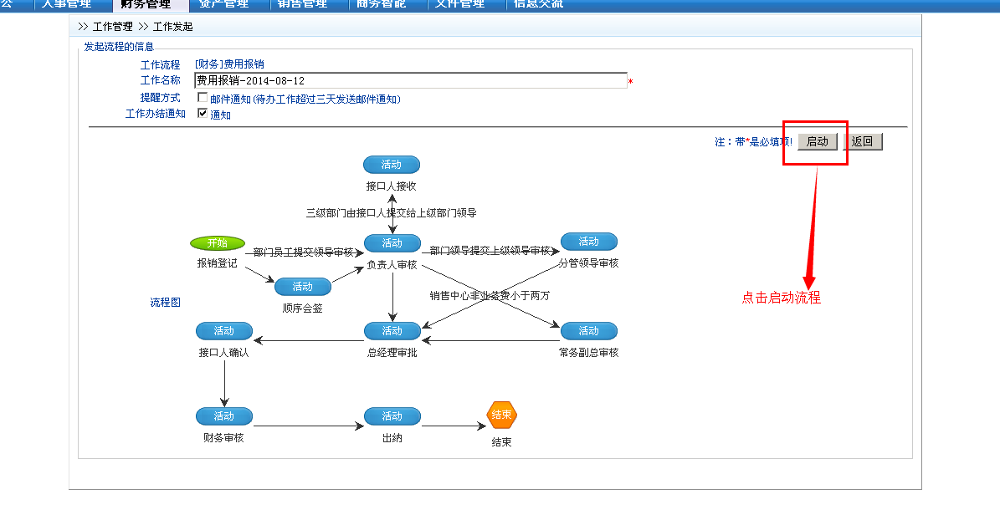 公 人事管理 财务管理 资产管理 销售管理 商务智能 文件管理 信息交流
>> 工作管理 >> 工作发起
发起流程的信息
工作流程 [财务]费用报销
工作名称 费用报销-2014-08-12 *
提醒方式 邮件通知(待办工作超过三天发送邮件通知)
工作办结通知 通知
注：带*是必填项! 启动 返回
活动
接口人接收
三级部门由接口人提交给上级部门领导
开始 活动 活动
部门员工提交领导审核 部门领导提交上级领导审核
报销登记 负责人审核 分管领导审核
活动
顺序会签
销售中心非业务费小于两万
点击启动流程
流程图
活动 活动 活动
接口人确认 总经理审批 常务副总审核
活动 活动 结束
财务审核 出纳 结束